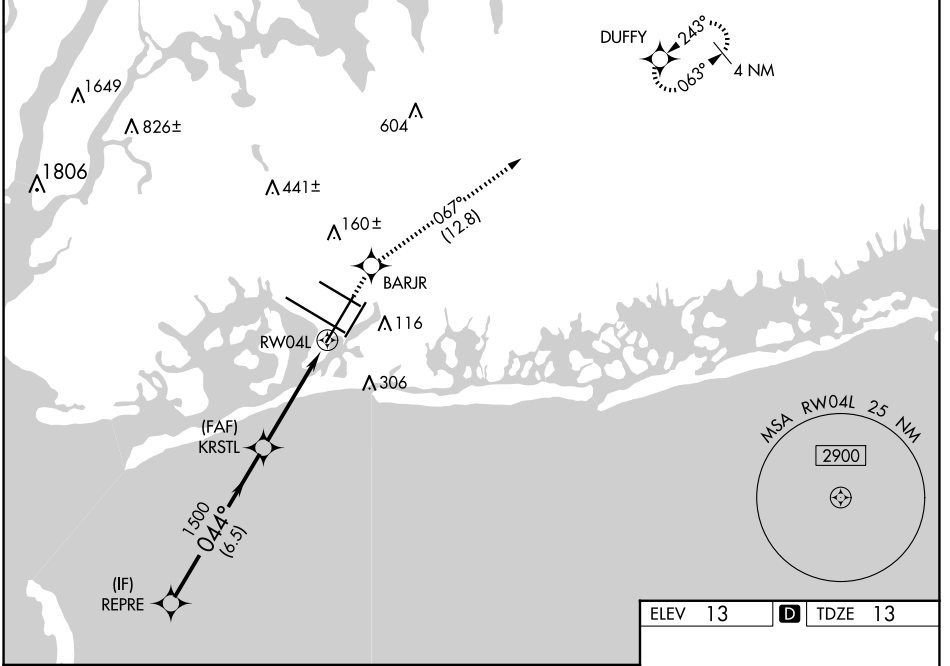 DUFFY
243°
063°
4 NM
1649
826±
604
1806
441±
160±
067°
(12.8)
BARJR
RW04L
116
306
(FAF)
KRSTL
1500
044°
(6.5)
(IF)
REPRE
MSA RW04L 25 NM
2900
ELEV 13 D TDZE 13